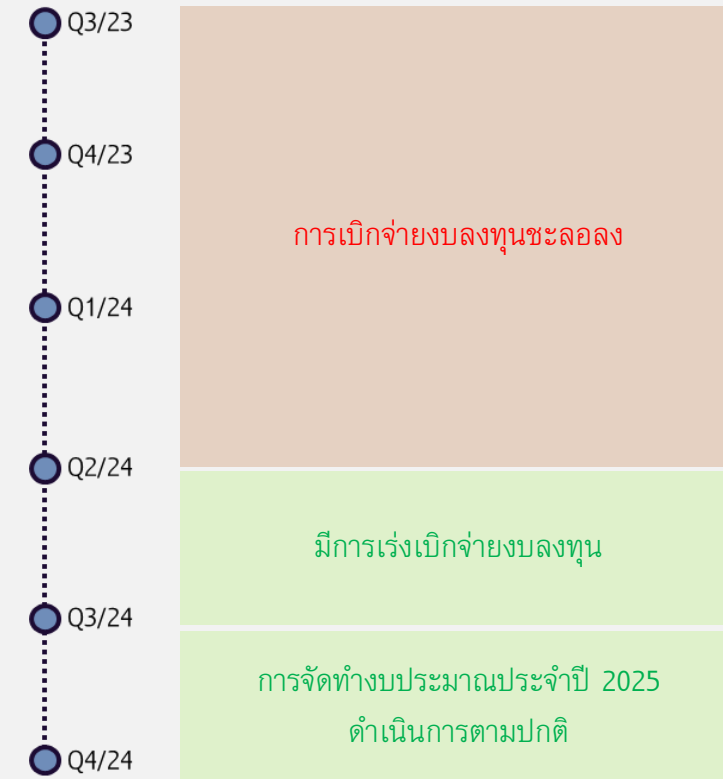 Q3/23
Q4/23
การเบิกจ่ายงบลงทุนชะลอลง
Q1/24
Q2/24
มีการเร่งเบิกจ่ายงบลงทุน
Q3/24
การจัดทำงบประมาณประจำปี 2025
ดำเนินการตามปกติ
Q4/24